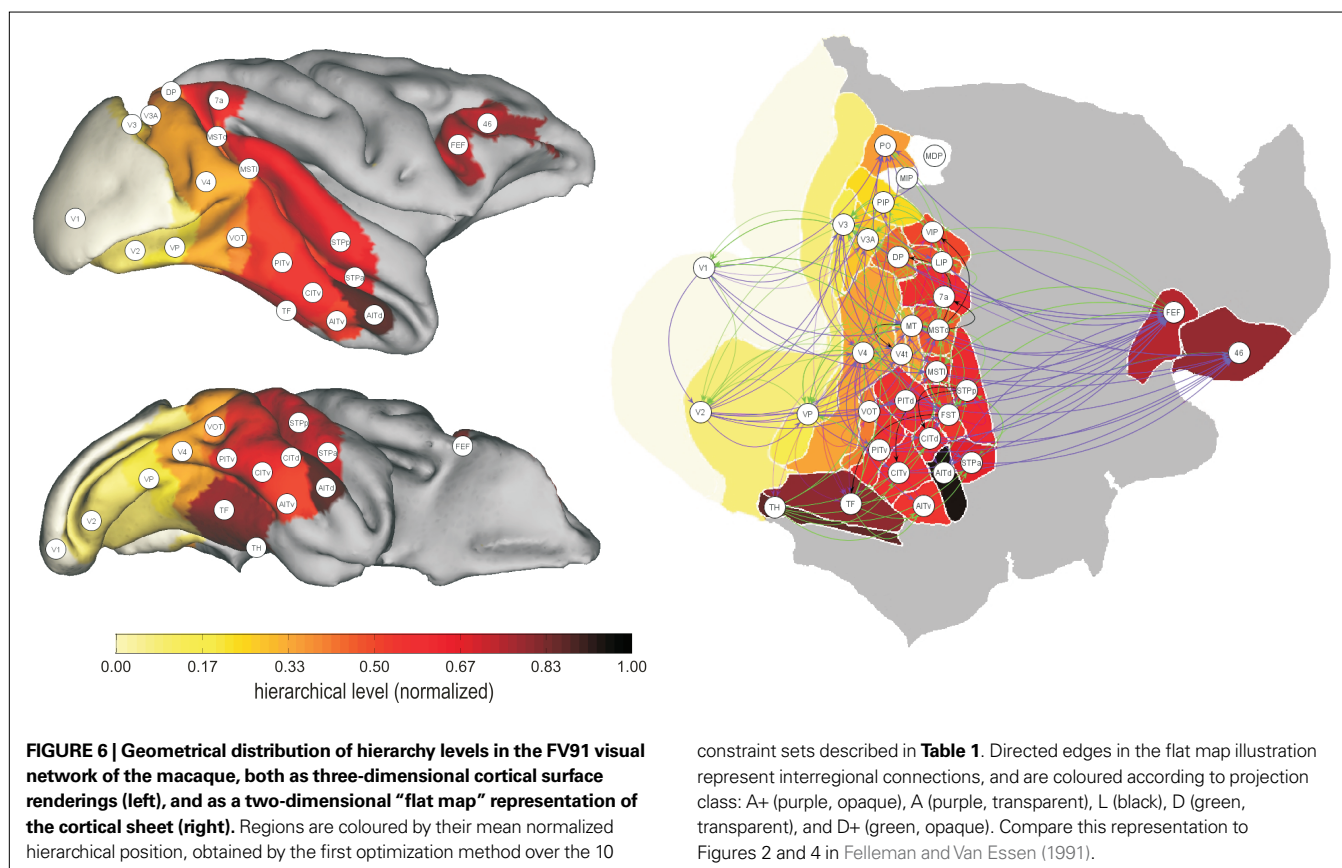 DP
7a
V3A
V3
MSTd
46
FEF
MSTl
V4
V1
V2
VP
VOT
STPp
PITv
STPa
CITv
TF
AITv
AITd
VOT
STPp
FEF
V4
PITv
CITv
CITd
STPa
VP
AITd
TF
AITv
V2
V1
TH
PO
MDP
MIP
PIP
V3
V3A
VIP
DP
LIP
V1
7a
FEF
MT
MSTd
V4
V4t
46
MSTl
STPp
PITd
V2
VP
VOT
FST
CITd
PITv
CITv
AITd
STPa
TH
TF
AITv
0.00 0.17 0.33 0.50 0.67 0.83 1.00
hierarchical level (normalized)
FIGURE 6 | Geometrical distribution of hierarchy levels in the FV91 visual
network of the macaque, both as three-dimensional cortical surface
renderings (left), and as a two-dimensional “flat map” representation of
the cortical sheet (right). Regions are coloured by their mean normalized
hierarchical position, obtained by the first optimization method over the 10
constraint sets described in Table 1. Directed edges in the flat map illustration
represent interregional connections, and are coloured according to projection
class: A+ (purple, opaque), A (purple, transparent), L (black), D (green,
transparent), and D+ (green, opaque). Compare this representation to
Figures 2 and 4 in Felleman and Van Essen (1991).